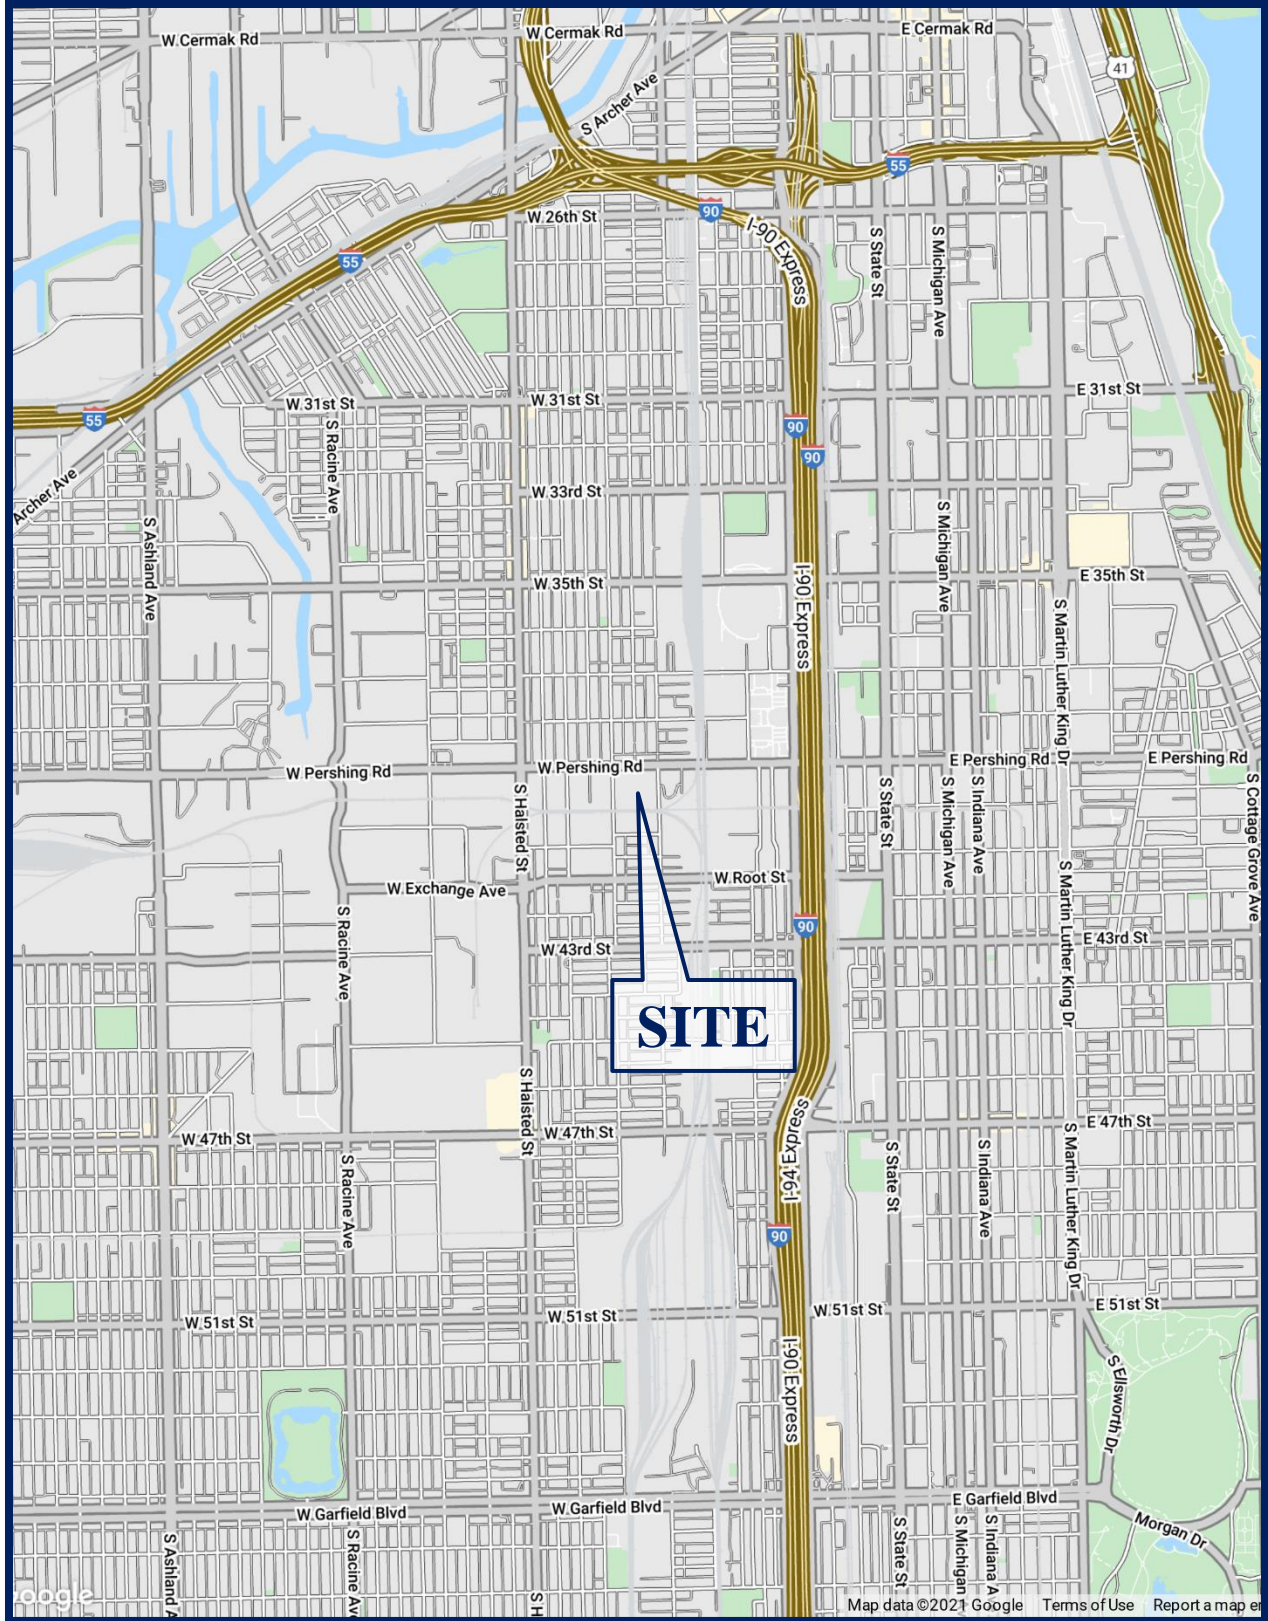 W Cermak Rd
W Cermak Rd
E Cermak Rd
41
S Archer Ave
55
W 26th St
90
I-90 Express
S State St
S Michigan Ave
55
W 31st St
W 31st St
E 31st St
55
S Racine Ave
90
90
Archer Ave
W 33rd St
S Ashland Ave
S Michigan Ave
W 35th St
I-90 Express
E 35th St
S Martin Luther King Dr
W Pershing Rd
W Pershing Rd
E Pershing Rd
E Pershing Rd
S Halsted St
S State St
S Michigan Ave
S Indiana Ave
S Cottage Grove Ave
W Exchange Ave
W Root St
S Martin Luther King Dr
S Racine Ave
90
W 43rd St
E 43rd St
SITE
S Halsted St
W 47th St
W 47th St
I-94 Express
E 47th St
S Racine Ave
S State St
S Indiana Ave
S Martin Luther King Dr
90
W 51st St
W 51st St
W 51st St
E 51st St
I-90 Express
S Ellsworth Dr
W Garfield Blvd
W Garfield Blvd
E Garfield Blvd
Morgan Dr
S Ashland A
S Racine Av
S H
S State St
S Michigan
S Indiana A
oogle
Map data ©2021 Google Terms of Use Report a map er